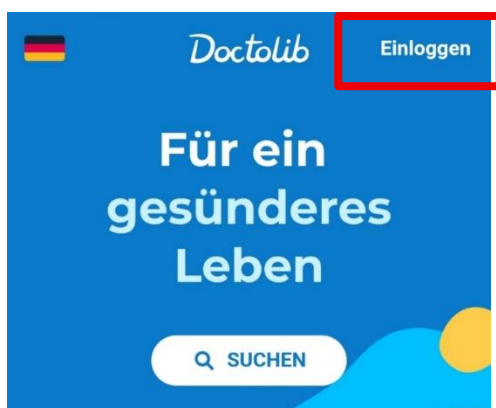 Doctolib
Einloggen
Für ein
gesünderes
Leben
SUCHEN